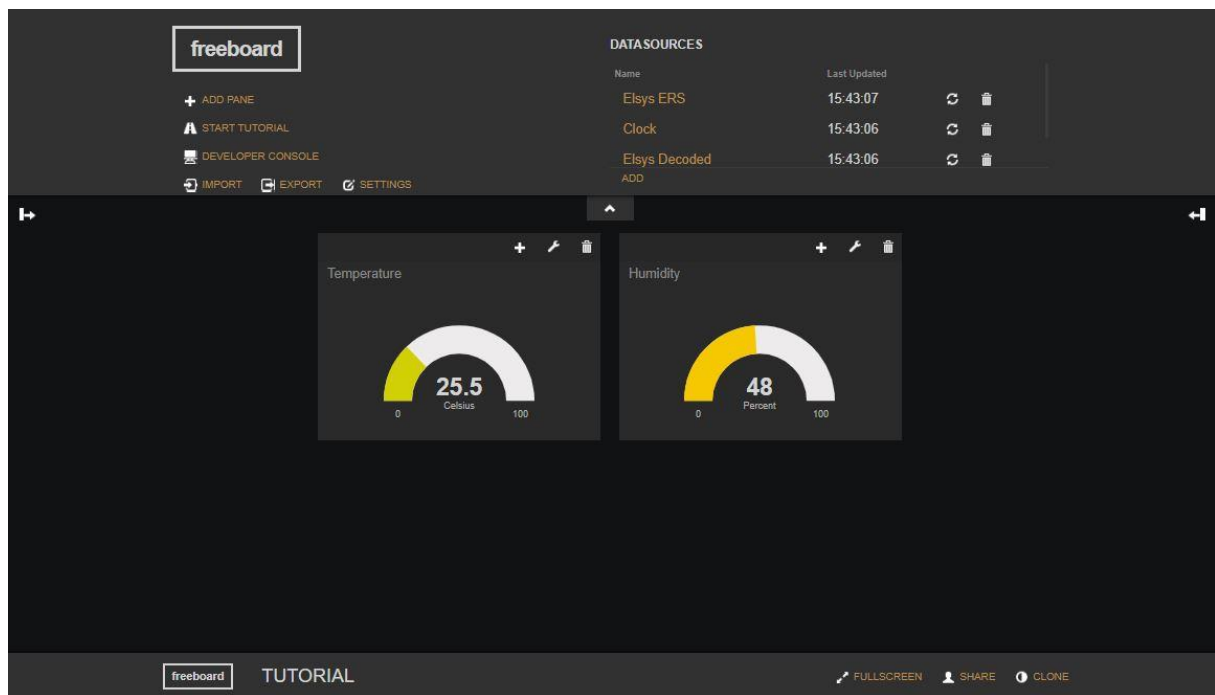 freeboard
ADD PANE
START TUTORIAL
DEVELOPER CONSOLE
IMPORT EXPORT SETTINGS
DATASOURCES
Name Last Updated
Elsys ERS 15:43:07
Clock 15:43:06
Elsys Decoded 15:43:06
ADD
Temperature
25.5
Celsius
0 100
Humidity
48
Percent
0 100
freeboard TUTORIAL FULLSCREEN SHARE CLONE